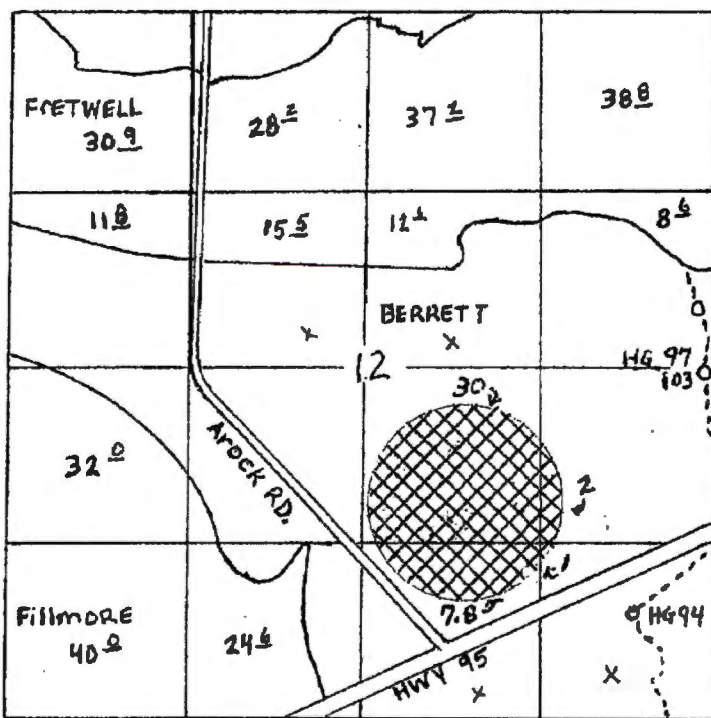 FRETWELL
30 9
28 2
37 2
38 8
11 8
15 5
12 1
8 6
BERRETT
X
X
12
HG 97
103
30
32 0
AROCK RD.
2
1
7.8
Fillmore
40 0
24 6
HWY 95
HG94
X
X